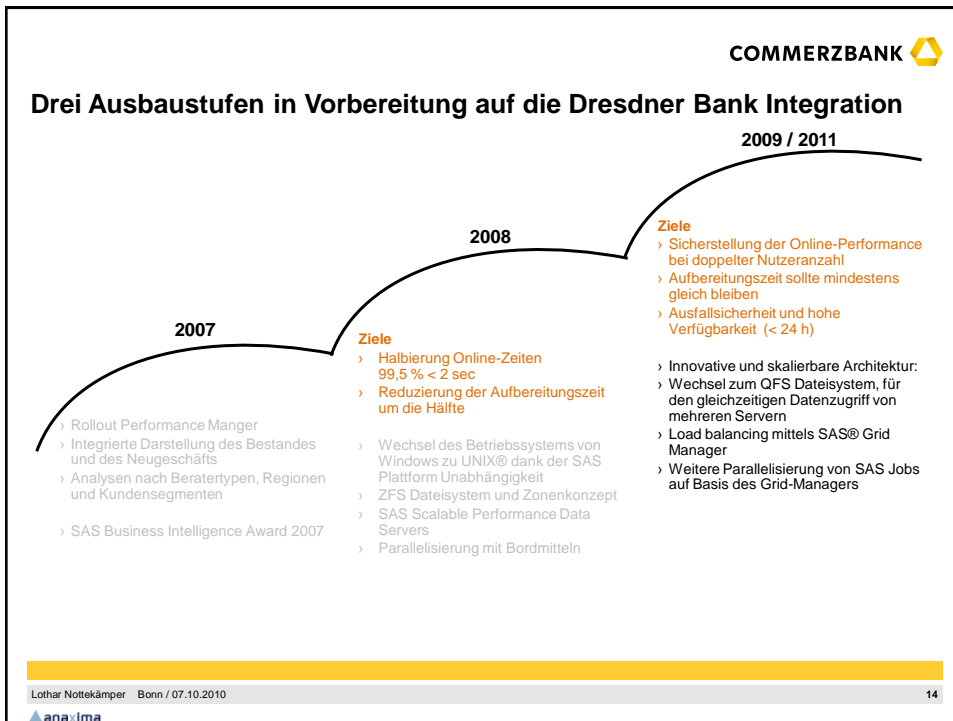 COMMERZBANK
Drei Ausbaustufen in Vorbereitung auf die Dresdner Bank Integration
2007
› Rollout Performance Manger
› Integrierte Darstellung des Bestandes
und des Neugeschäfts
› Analysen nach Beratertypen, Regionen
und Kundensegmenten
› SAS Business Intelligence Award 2007
2008
Ziele
› Halbierung Online-Zeiten
99,5 % < 2 sec
› Reduzierung der Aufbereitungszeit
um die Hälfte
› Wechsel des Betriebssystems von
Windows zu UNIX® dank der SAS
Plattform Unabhängigkeit
› ZFS Dateisystem und Zonenkonzept
› SAS Scalable Performance Data
Servers
› Parallelisierung mit Bordmitteln
2009 / 2011
Ziele
› Sicherstellung der Online-Performance
bei doppelter Nutzeranzahl
› Aufbereitungszeit sollte mindestens
gleich bleiben
› Ausfallsicherheit und hohe
Verfügbarkeit (< 24 h)
› Innovative und skalierbare Architektur:
› Wechsel zum QFS Dateisystem, für
den gleichzeitigen Datenzugriff von
mehreren Servern
› Load balancing mittels SAS® Grid
Manager
› Weitere Parallelisierung von SAS Jobs
auf Basis des Grid-Managers
Lothar Nottekämper Bonn / 07.10.2010
14
anaxima